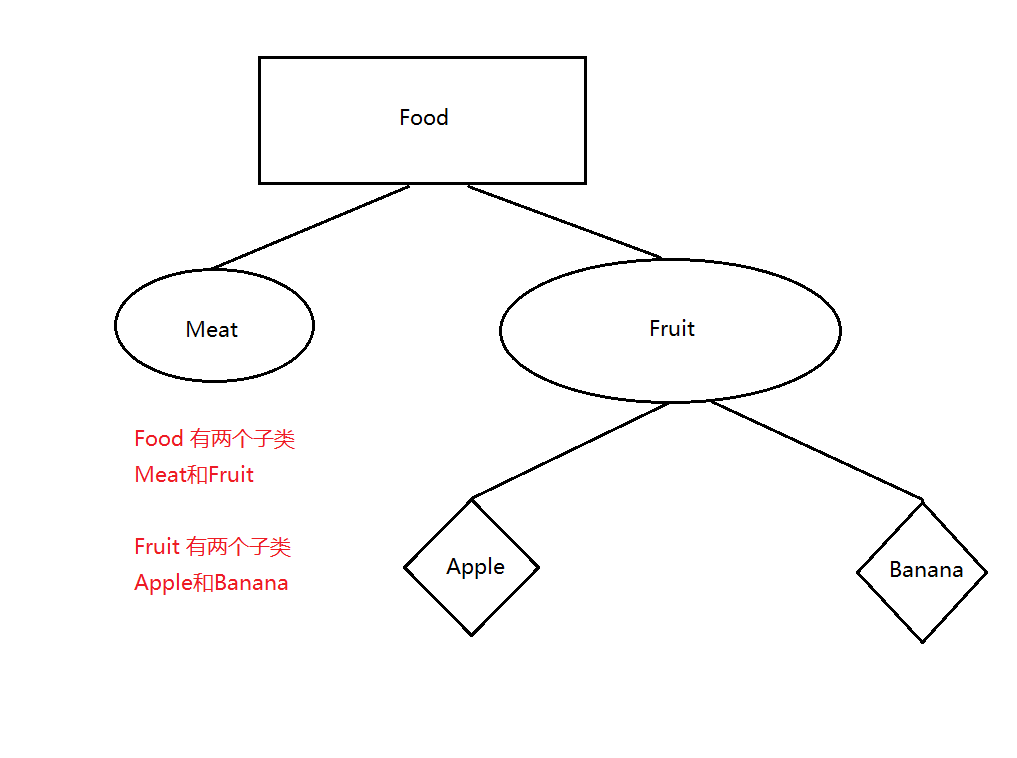 Food
Meat
Fruit
Food 有两个子类
Meat和Fruit
Fruit 有两个子类
Apple和Banana
Apple
Banana